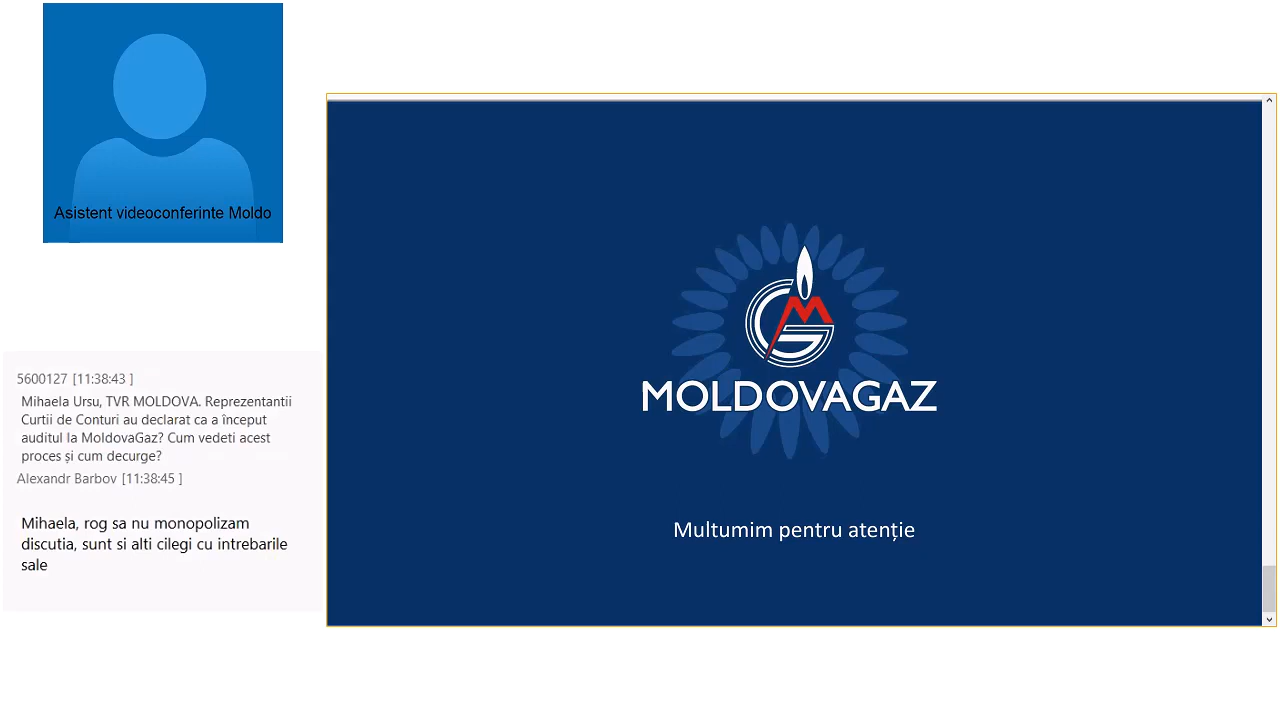 Asistent videoconferinte Moldo
5600127 [11:38:43 ]
Mihaela Ursu, TVR MOLDOVA. Reprezentantii
Curtii de Conturi au declarat ca a început
auditul la MoldovaGaz? Cum vedeti acest
proces și cum decurge?
Alexandr Barbov [11:38:45 ]
Mihaela, rog sa nu monopolizam
discutia, sunt si alti cilegi cu intrebarile
sale
MOLDOVAGAZ
Multumim pentru atenție